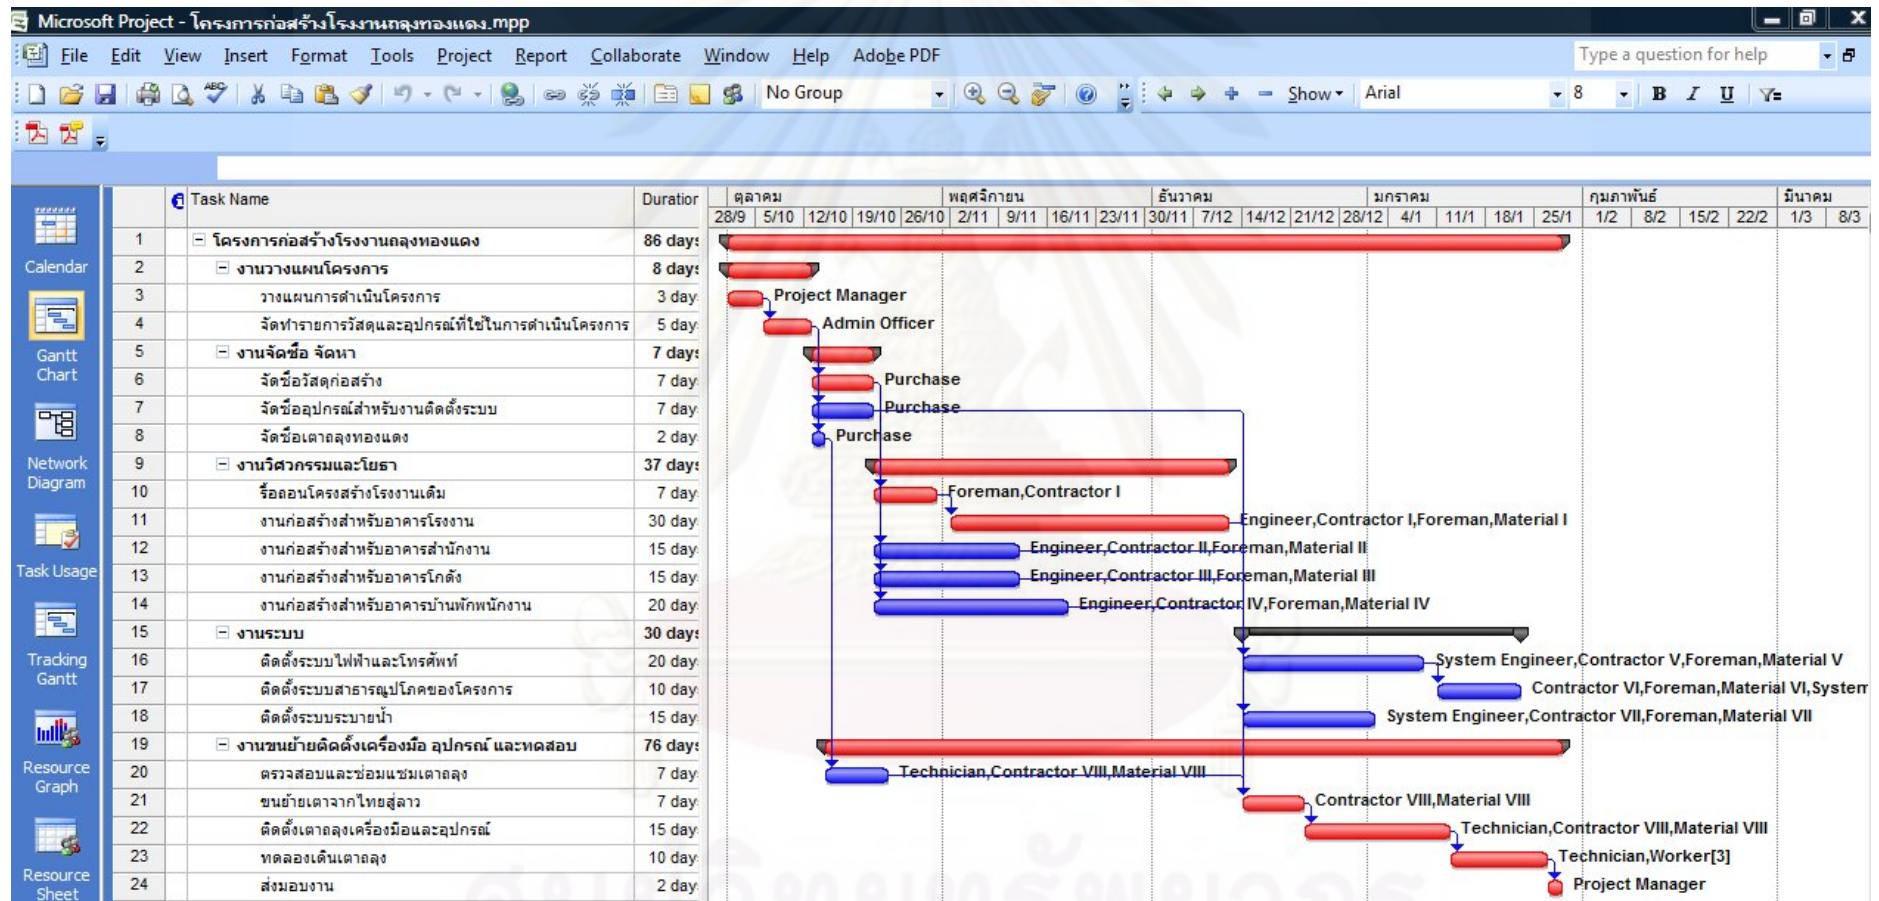 Microsoft Project - โครงการก่อสร้างโรงงานถลุงทองแดง.mpp
File Edit View Insert Format Tools Project Report Collaborate Window Help Adobe PDF Type a question for help
No Group Show Arial 8 B I U
Task Name Duration ตุลาคม พฤศจิกายน ธันวาคม มกราคม กุมภาพันธ์ มีนาคม
28/9 5/10 12/10 19/10 26/10 2/11 9/11 16/11 23/11 30/11 7/12 14/12 21/12 28/12 4/1 11/1 18/1 25/1 1/2 8/2 15/2 22/2 1/3 8/3
Calendar
Gantt Chart
Network Diagram
Task Usage
Tracking Gantt
Resource Graph
Resource Sheet
1 โครงการก่อสร้างโรงงานถลุงทองแดง 86 days
2 งานวางแผนโครงการ 8 days
3 วางแผนการดำเนินโครงการ 3 day Project Manager
4 จัดทำรายการวัสดุและอุปกรณ์ที่ใช้ในการดำเนินโครงการ 5 day Admin Officer
5 งานจัดซื้อ จัดหา 7 days
6 จัดซื้อวัสดุก่อสร้าง 7 day Purchase
7 จัดซื้ออุปกรณ์สำหรับงานติดตั้งระบบ 7 day Purchase
8 จัดซื้อเตาถลุงทองแดง 2 day Purchase
9 งานวิศวกรรมและโยธา 37 days
10 รื้อถอนโครงสร้างโรงงานเดิม 7 day Foreman,Contractor I
11 งานก่อสร้างสำหรับอาคารโรงงาน 30 day Engineer,Contractor I,Foreman,Material I
12 งานก่อสร้างสำหรับอาคารสำนักงาน 15 day Engineer,Contractor II,Foreman,Material II
13 งานก่อสร้างสำหรับอาคารโกดัง 15 day Engineer,Contractor III,Foreman,Material III
14 งานก่อสร้างสำหรับอาคารบ้านพักพนักงาน 20 day Engineer,Contractor IV,Foreman,Material IV
15 งานระบบ 30 days
16 ติดตั้งระบบไฟฟ้าและโทรศัพท์ 20 day System Engineer,Contractor V,Foreman,Material V
17 ติดตั้งระบบสาธารณูปโภคของโครงการ 10 day Contractor VI,Foreman,Material VI,System
18 ติดตั้งระบบระบายน้ำ 15 day System Engineer,Contractor VII,Foreman,Material VII
19 งานขนย้ายติดตั้งเครื่องมือ อุปกรณ์ และทดสอบ 76 days
20 ตรวจสอบและซ่อมแซมเตาถลุง 7 day Technician,Contractor VIII,Material VIII
21 ขนย้ายเตาจากไทยสู่ลาว 7 day Contractor VIII,Material VIII
22 ติดตั้งเตาถลุงเครื่องมือและอุปกรณ์ 15 day Technician,Contractor VIII,Material VIII
23 ทดลองเดินเตาถลุง 10 day Technician,Worker[3]
24 ส่งมอบงาน 2 day Project Manager